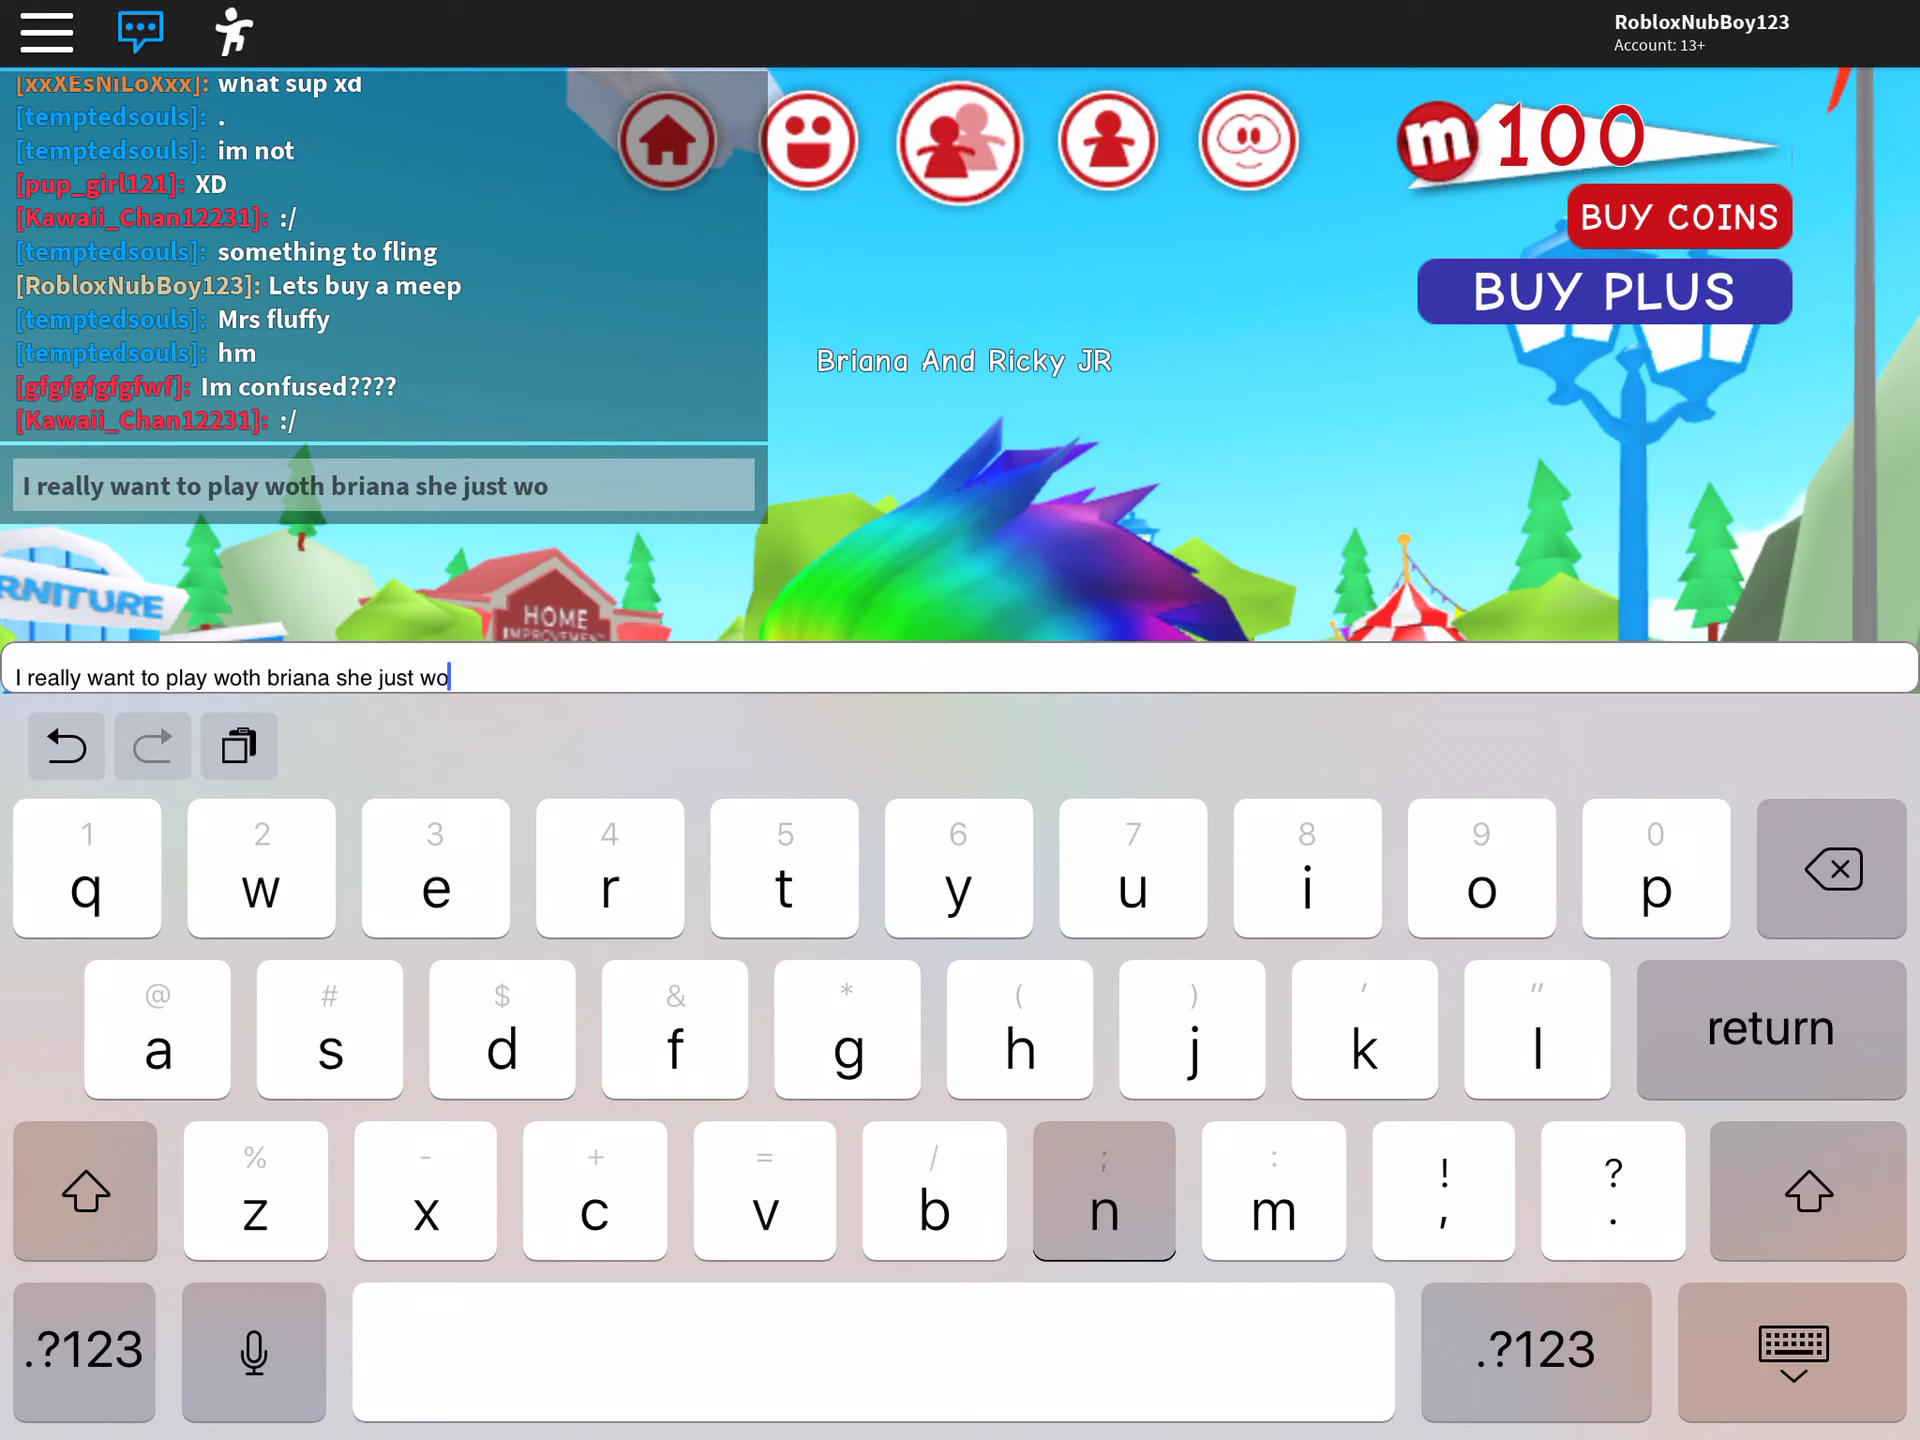 RobloxNubBoy123
Account: 13+
[xxXEsNiLoXxx]: what sup xd
[temptedsouls]: .
[temptedsouls]: im not
[pup_girl121]: XD
[Kawaii_Chan12231]: :/
[temptedsouls]: something to fling
[RobloxNubBoy123]: Lets buy a meep
[temptedsouls]: Mrs fluffy
[temptedsouls]: hm
[gfgfgfgfgfwf]: Im confused????
[Kawaii_Chan12231]: :/
m 100
BUY COINS
BUY PLUS
Briana And Ricky JR
I really want to play woth briana she just wo
RNITURE
HOME
IMPROVEMENT
I really want to play woth briana she just wo
1 2 3 4 5 6 7 8 9 0
q w e r t y u i o p
@ # $ & * ( ) ' "
a s d f g h j k l return
% - + = / ; : ! ?
z x c v b n m , .
.?123 .?123